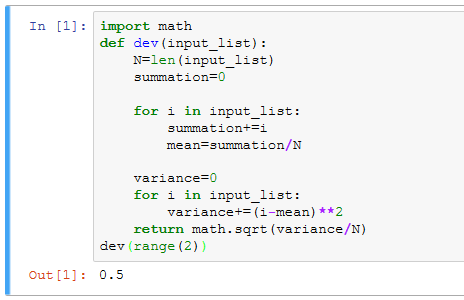 In [1]: import math
def dev(input_list):
    N=len(input_list)
    summation=0

    for i in input_list:
        summation+=i
        mean=summation/N

    variance=0
    for i in input_list:
        variance+=(i-mean)**2
    return math.sqrt(variance/N)
dev(range(2))
Out[1]: 0.5